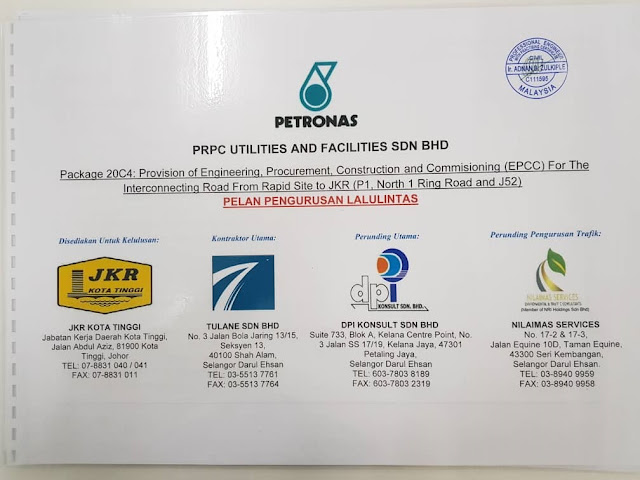 PROFESSIONAL ENGINEER
CIVIL
Ir. ADNAN B. ZULKIFLE
C111595
MALAYSIA
PETRONAS
PRPC UTILITIES AND FACILITIES SDN BHD
Package 20C4: Provision of Engineering, Procurement, Construction and Commisioning (EPCC) For The
Interconnecting Road From Rapid Site to JKR (P1, North 1 Ring Road and J52)
PELAN PENGURUSAN LALULINTAS
Disediakan Untuk Kelulusan:
JKR
KOTA TINGGI
JKR KOTA TINGGI
Jabatan Kerja Daerah Kota Tinggi,
Jalan Abdul Aziz, 81900 Kota
Tinggi, Johor
TEL: 07-8831 040 / 041
FAX: 07-8831 011
Kontraktor Utama:
TULANE SDN BHD
No. 3 Jalan Bola Jaring 13/15,
Seksyen 13,
40100 Shah Alam,
Selangor Darul Ehsan
TEL: 03-5513 7761
FAX: 03-5513 7764
Perunding Utama:
dpi
KONSULT SDN. BHD.
DPI KONSULT SDN BHD
Suite 733, Blok A, Kelana Centre Point, No.
3 Jalan SS 17/19, Kelana Jaya, 47301
Petaling Jaya,
Selangor Darul Ehsan.
TEL: 603-7803 8189
FAX: 603-7803 2319
Perunding Pengurusan Trafik:
NILAIMAS SERVICES
(Member of NRI Holdings Sdn Bhd)
NILAIMAS SERVICES
No. 17-2 & 17-3,
Jalan Equine 10D, Taman Equine,
43300 Seri Kembangan,
Selangor Darul Ehsan.
TEL: 03-8940 9959
FAX: 03-8940 9958